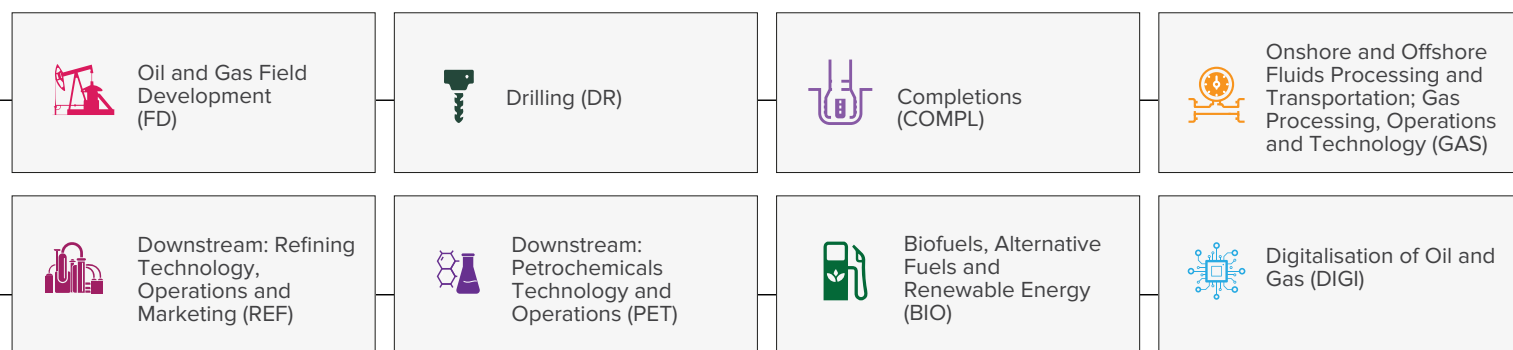 Oil and Gas Field
Development
(FD)
Drilling (DR)
Completions
(COMPL)
Onshore and Offshore
Fluids Processing and
Transportation; Gas
Processing, Operations
and Technology (GAS)
Downstream: Refining
Technology,
Operations and
Marketing (REF)
Downstream:
Petrochemicals
Technology and
Operations (PET)
Biofuels, Alternative
Fuels and
Renewable Energy
(BIO)
Digitalisation of Oil and
Gas (DIGI)